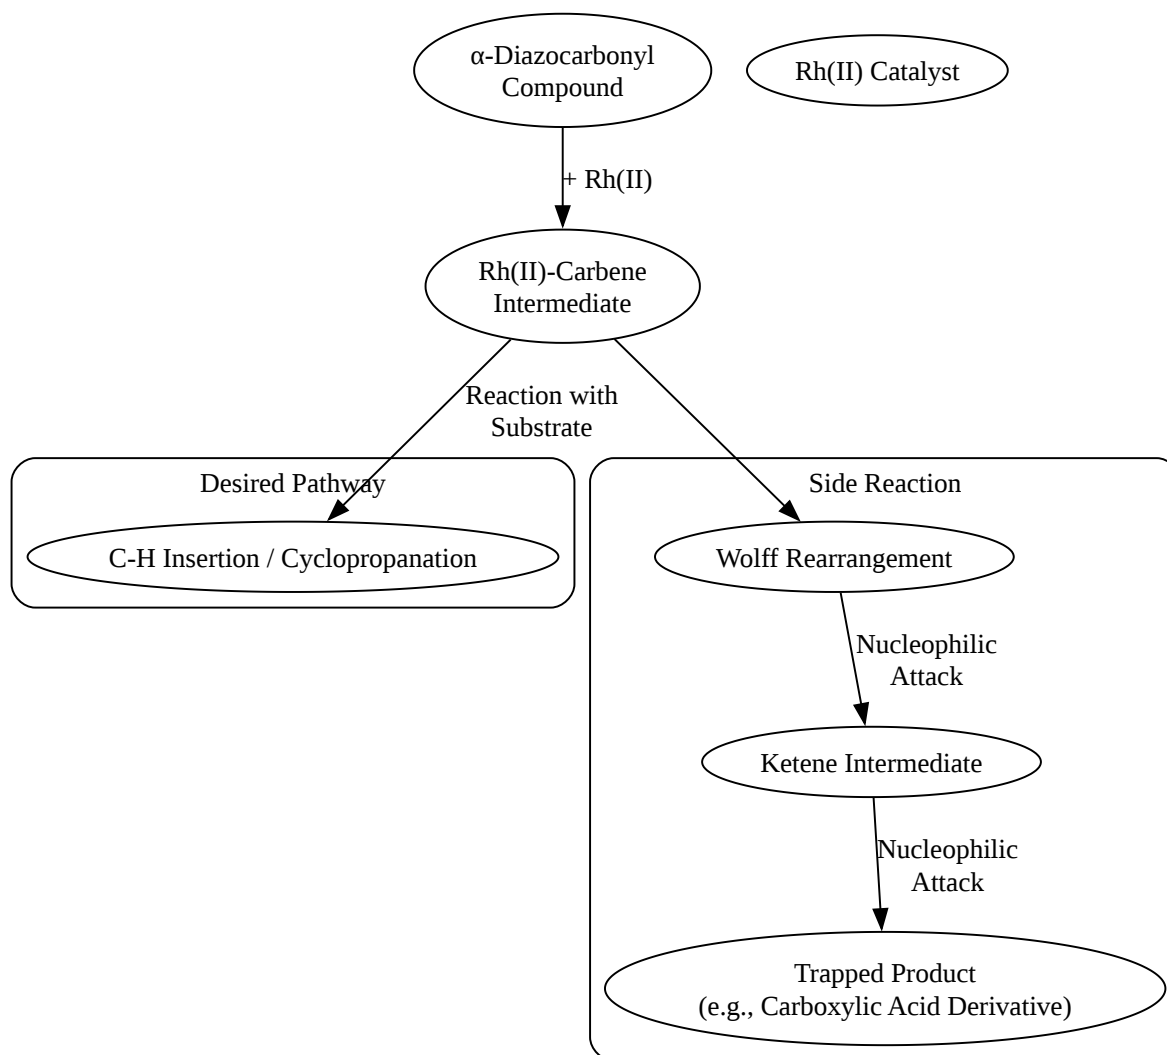 α-Diazocarbonyl
Compound
Rh(II) Catalyst
+ Rh(II)
Rh(II)-Carbene
Intermediate
Reaction with
Substrate
Desired Pathway
C-H Insertion / Cyclopropanation
Side Reaction
Wolff Rearrangement
Nucleophilic
Attack
Ketene Intermediate
Nucleophilic
Attack
Trapped Product
(e.g., Carboxylic Acid Derivative)